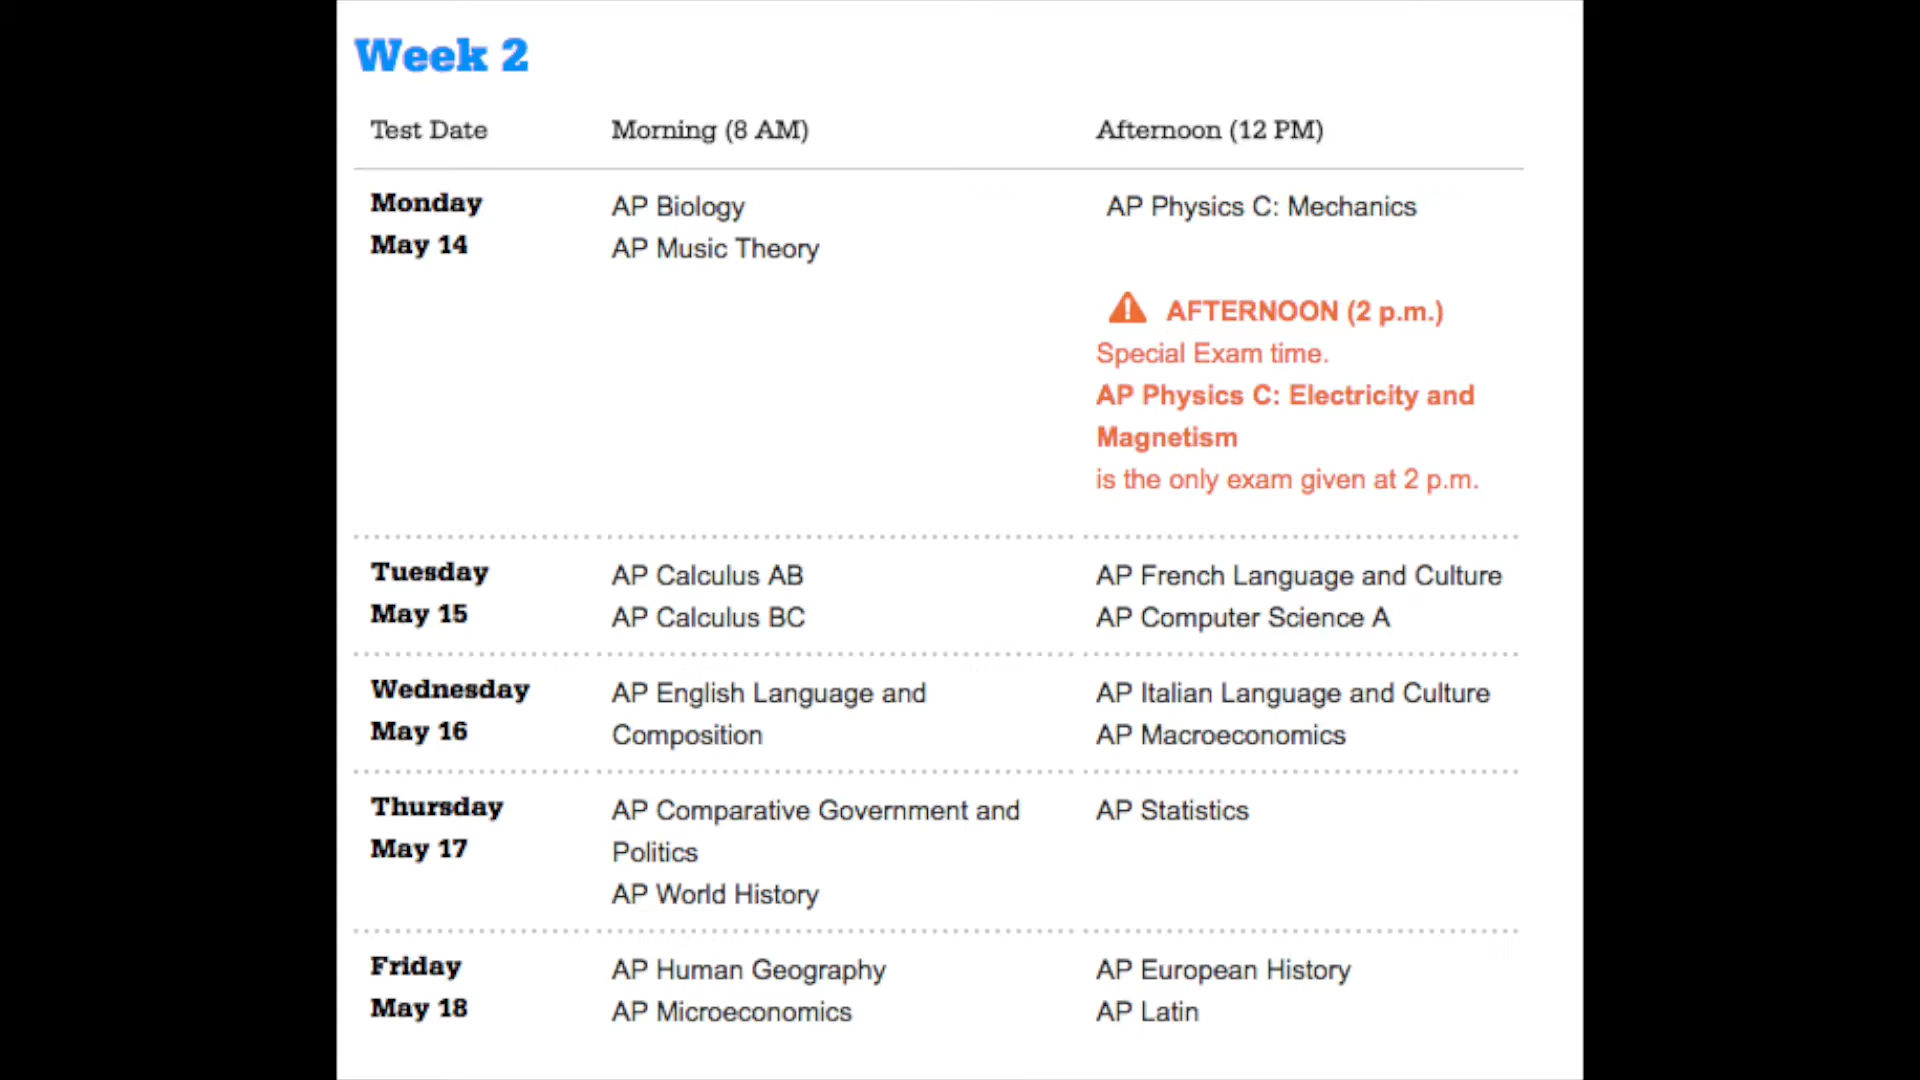 Week 2
Test Date
Morning (8 AM)
Afternoon (12 PM)
Monday
May 14
AP Biology
AP Music Theory
AP Physics C: Mechanics
AFTERNOON (2 p.m.)
Special Exam time.
AP Physics C: Electricity and
Magnetism
is the only exam given at 2 p.m.
Tuesday
May 15
AP Calculus AB
AP Calculus BC
AP French Language and Culture
AP Computer Science A
Wednesday
May 16
AP English Language and
Composition
AP Italian Language and Culture
AP Macroeconomics
Thursday
May 17
AP Comparative Government and
Politics
AP World History
AP Statistics
Friday
May 18
AP Human Geography
AP Microeconomics
AP European History
AP Latin